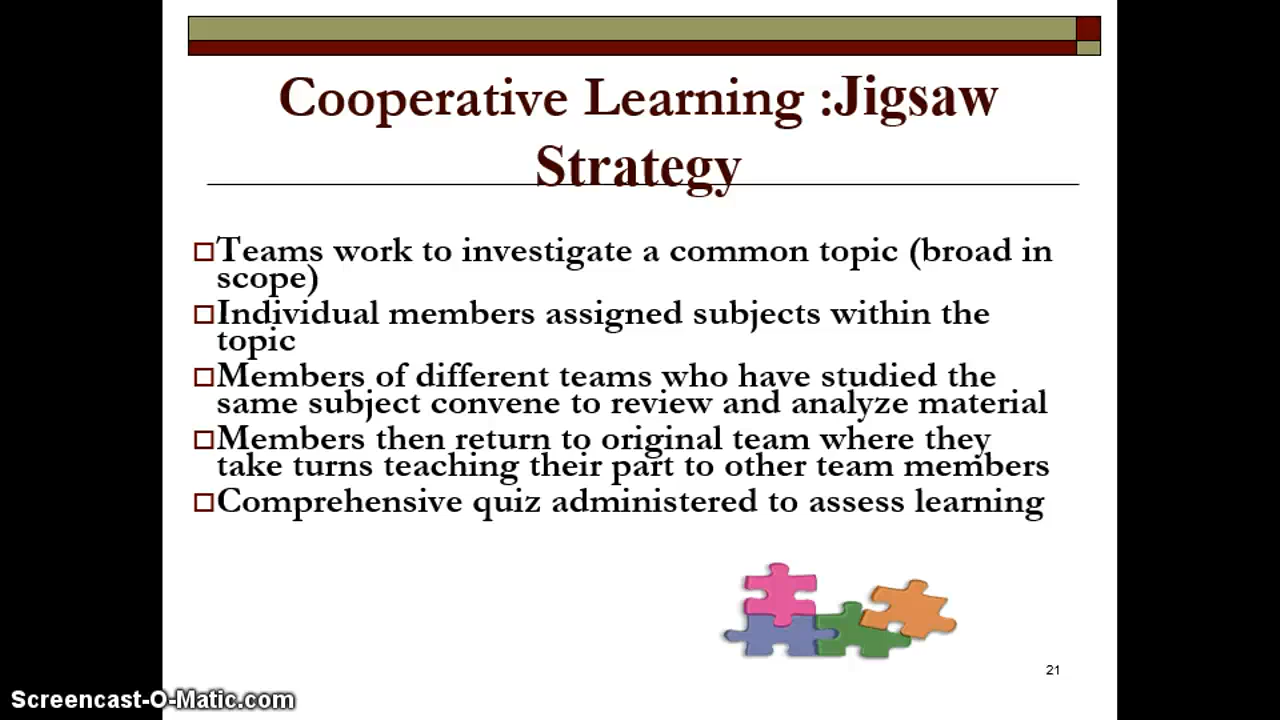 Cooperative Learning :Jigsaw
Strategy
Teams work to investigate a common topic (broad in
scope)
Individual members assigned subjects within the
topic
Members of different teams who have studied the
same subject convene to review and analyze material
Members then return to original team where they
take turns teaching their part to other team members
Comprehensive quiz administered to assess learning
21
Screencast-O-Matic.com